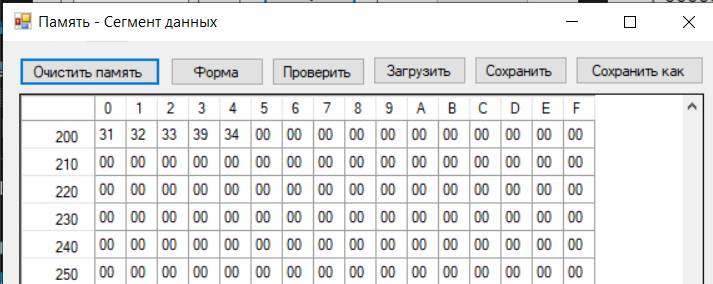 Память - Сегмент данных
Очистить память Форма Проверить Загрузить Сохранить Сохранить как
0 1 2 3 4 5 6 7 8 9 A B C D E F
200 31 32 33 39 34 00 00 00 00 00 00 00 00 00 00 00
210 00 00 00 00 00 00 00 00 00 00 00 00 00 00 00 00
220 00 00 00 00 00 00 00 00 00 00 00 00 00 00 00 00
230 00 00 00 00 00 00 00 00 00 00 00 00 00 00 00 00
240 00 00 00 00 00 00 00 00 00 00 00 00 00 00 00 00
250 00 00 00 00 00 00 00 00 00 00 00 00 00 00 00 00